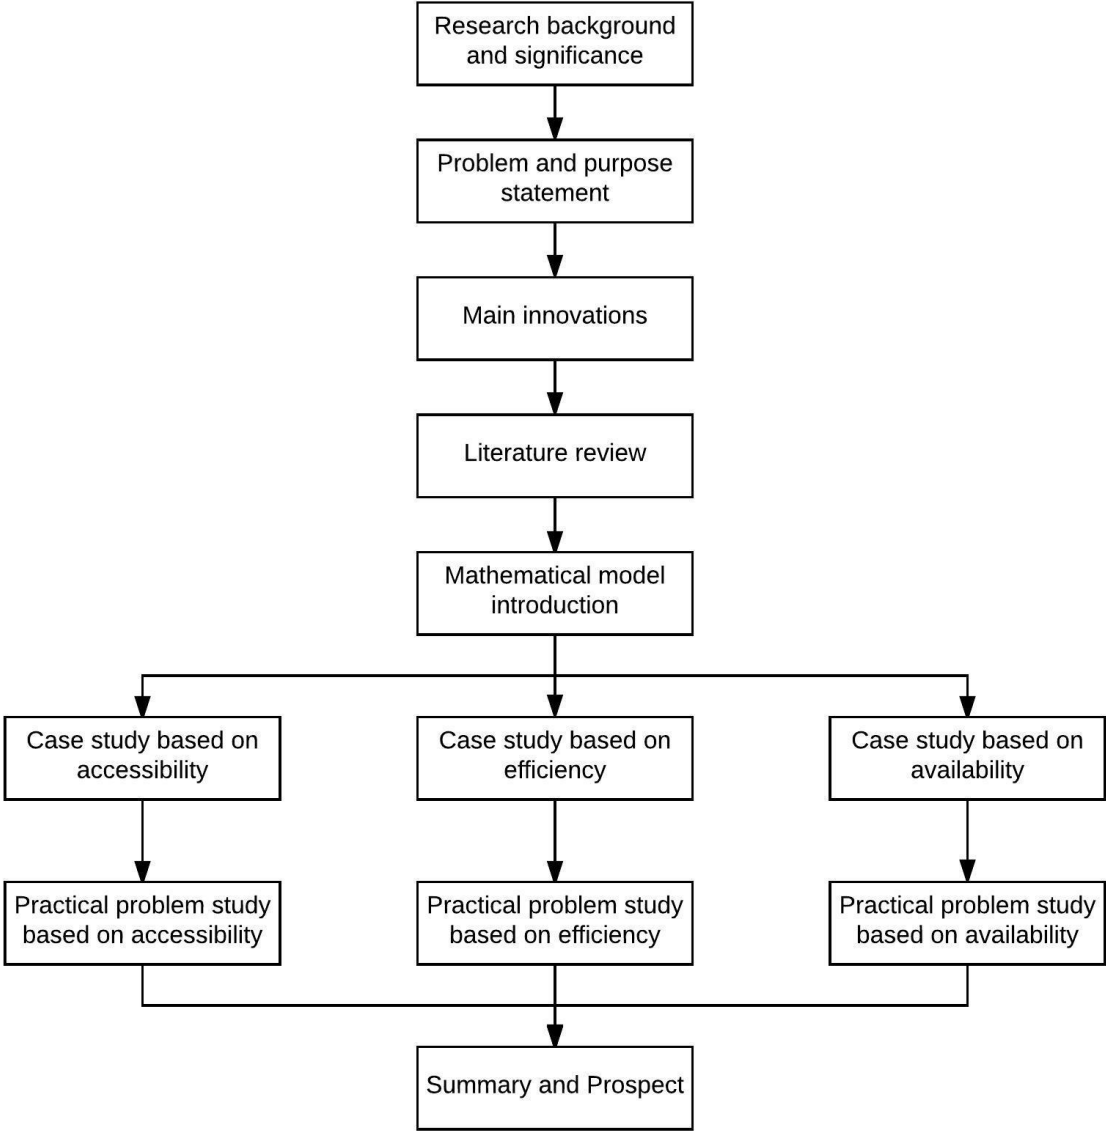 Research background
and significance
Problem and purpose
statement
Main innovations
Literature review
Mathematical model
introduction
Case study based on
accessibility
Case study based on
efficiency
Case study based on
availability
Practical problem study
based on accessibility
Practical problem study
based on efficiency
Practical problem study
based on availability
Summary and Prospect